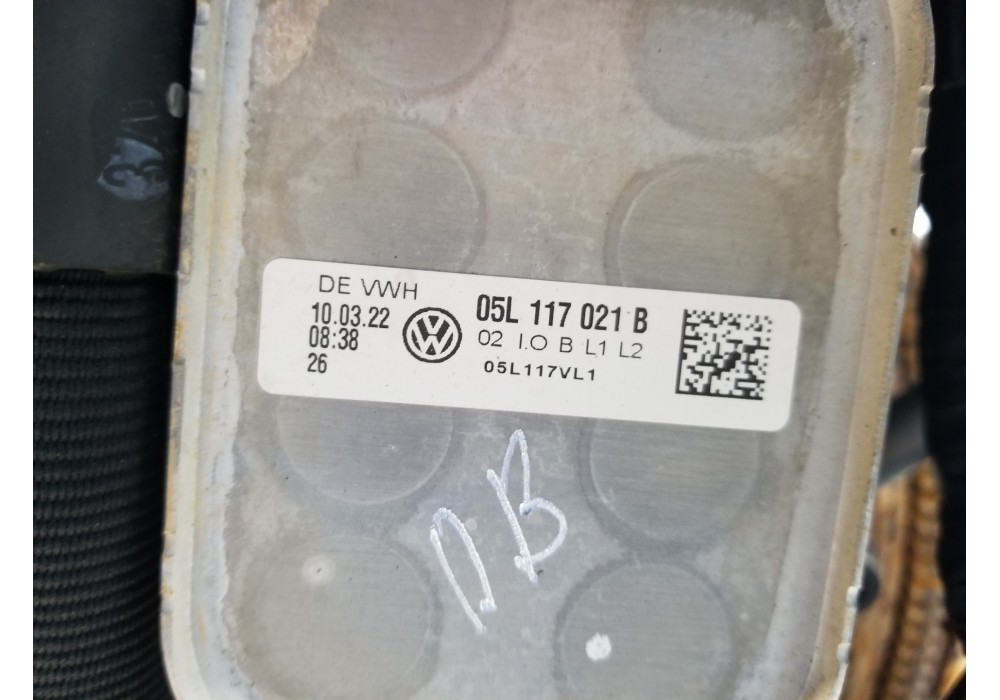 DE VWH
10.03.22
08:38
26
05L 117 021 B
02 I.O B L1 L2
05L117VL1